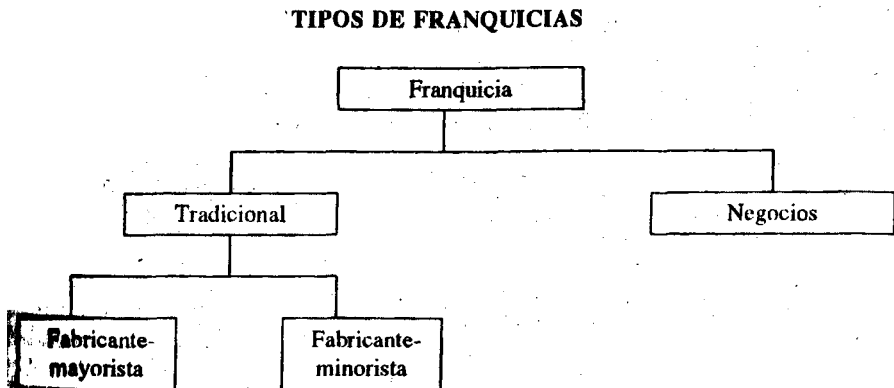 TIPOS DE FRANQUICIAS
Franquicia
Tradicional
Negocios
Fabricante-
mayorista
Fabricante-
minorista